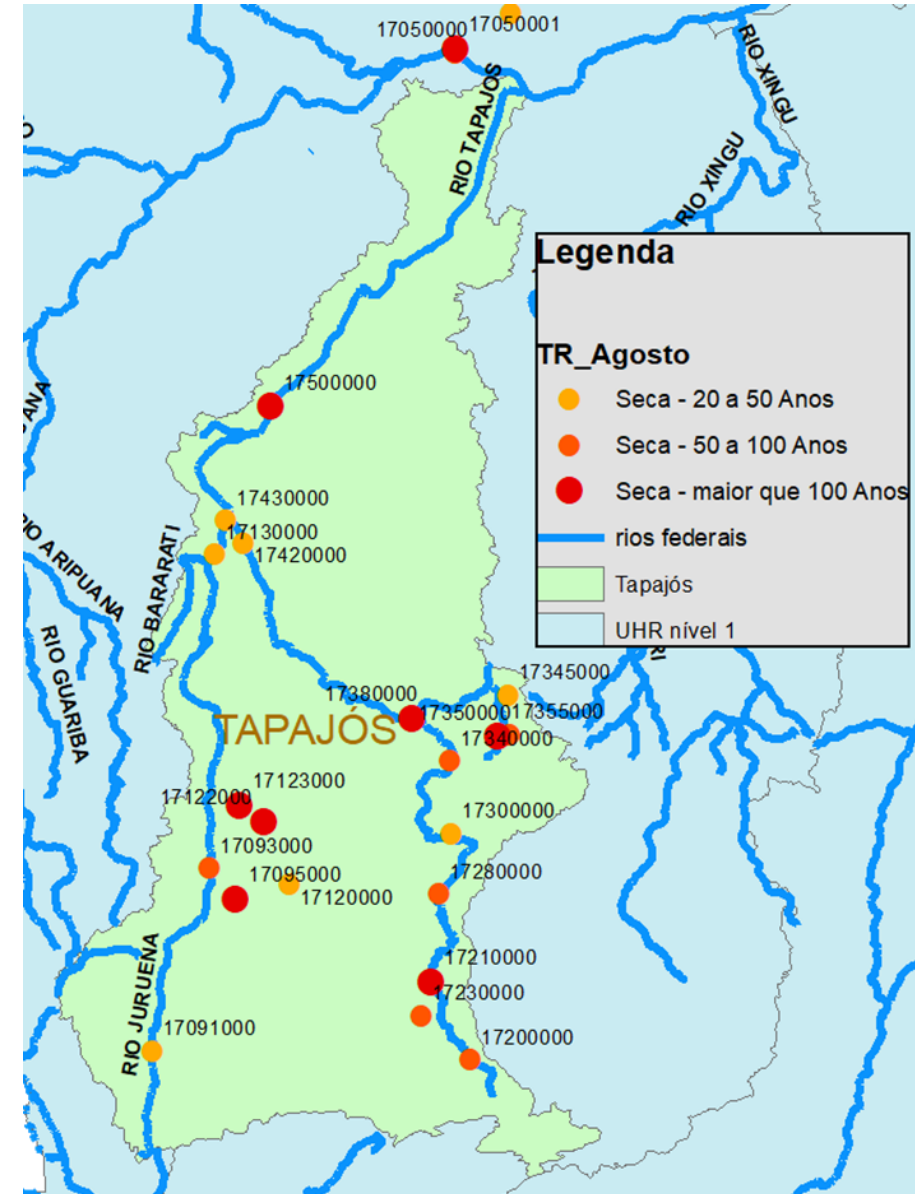 17050000
17050001
RIO TAPAJÓS
RIO XINGU
RIO XINGU
Legenda
TR_Agosto
Seca - 20 a 50 Anos
Seca - 50 a 100 Anos
Seca - maior que 100 Anos
rios federais
Tapajós
UHR nível 1
17500000
17430000
17130000
17420000
RIO BARARATI
RIO ARIPUANA
RIO GUARIBA
17345000
17380000
17350000
17355000
17340000
TAPAJÓS
17123000
17122000
17300000
17093000
17095000
17120000
17280000
17210000
17230000
17200000
RIO JURUENA
17091000